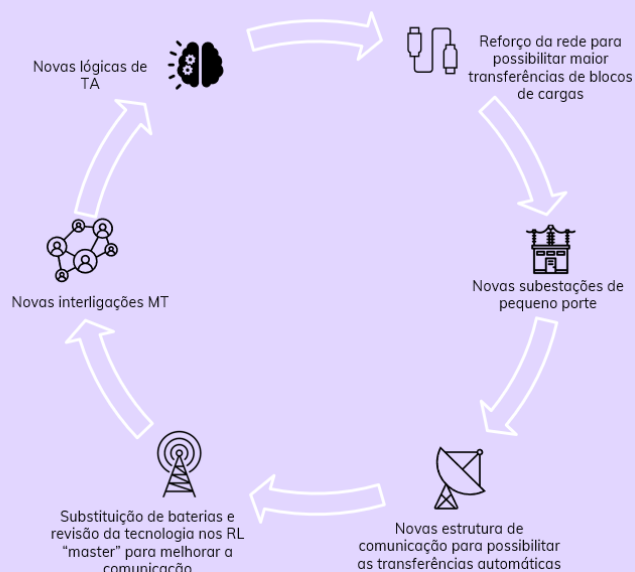 Novas lógicas de
TA
Reforço da rede para
possibilitar maior
transferências de blocos
de cargas
Novas subestações de
pequeno porte
Novas estrutura de
comunicação para possibilitar
as transferências automáticas
Substituição de baterias e
revisão da tecnologia nos RL
“master” para melhorar a
comunicação
Novas interligações MT